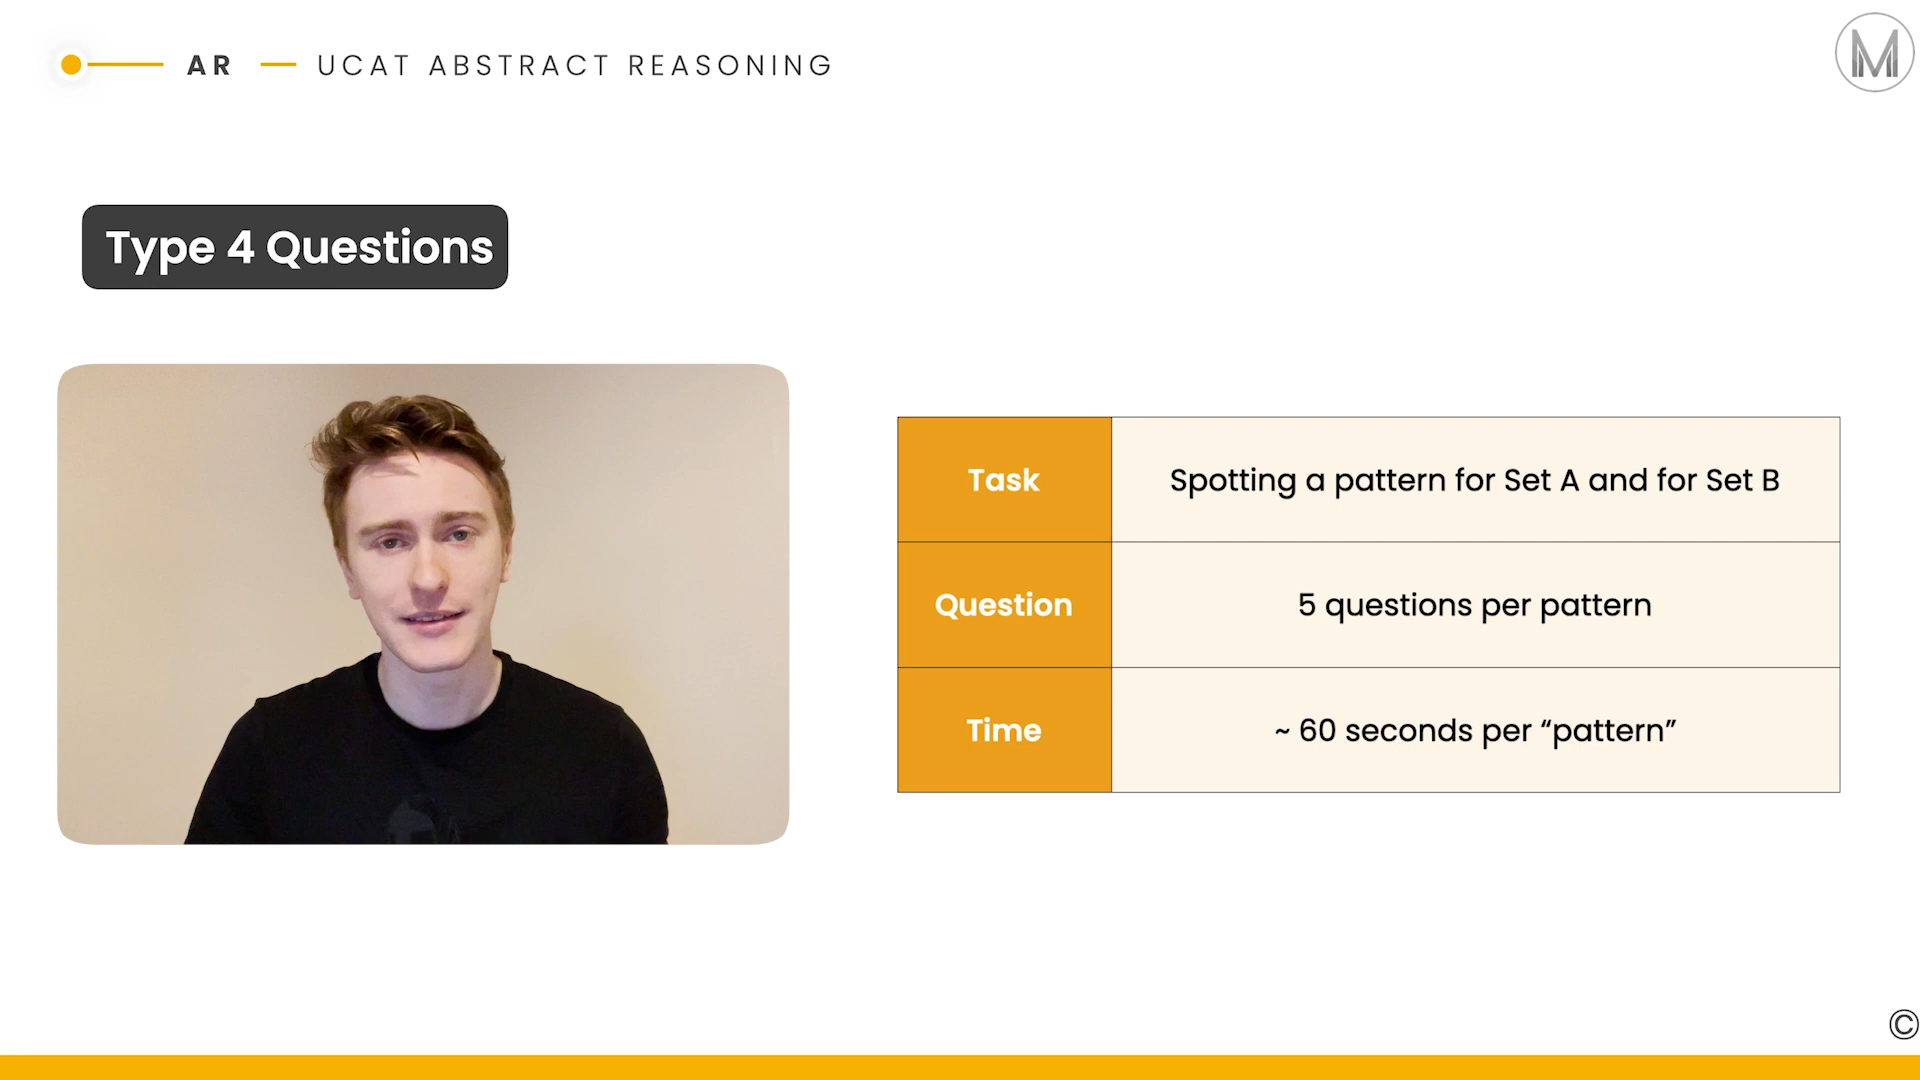 AR — UCAT ABSTRACT REASONING
M
Type 4 Questions
Task
Spotting a pattern for Set A and for Set B
Question
5 questions per pattern
Time
~ 60 seconds per “pattern”
©